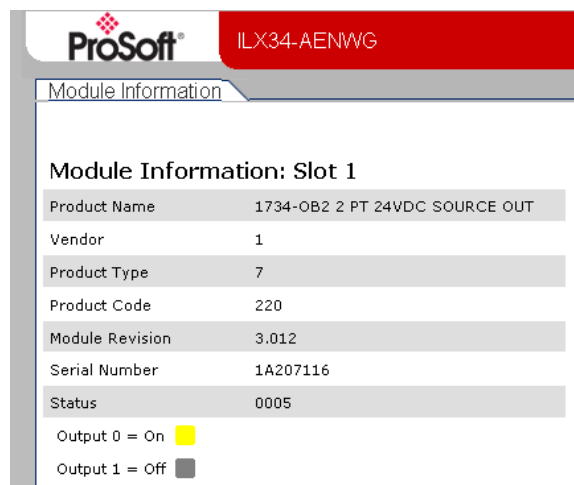 ProSoft®
ILX34-AENWG
Module Information
Module Information: Slot 1
Product Name 1734-OB2 2 PT 24VDC SOURCE OUT
Vendor 1
Product Type 7
Product Code 220
Module Revision 3.012
Serial Number 1A207116
Status 0005
Output 0 = On
Output 1 = Off